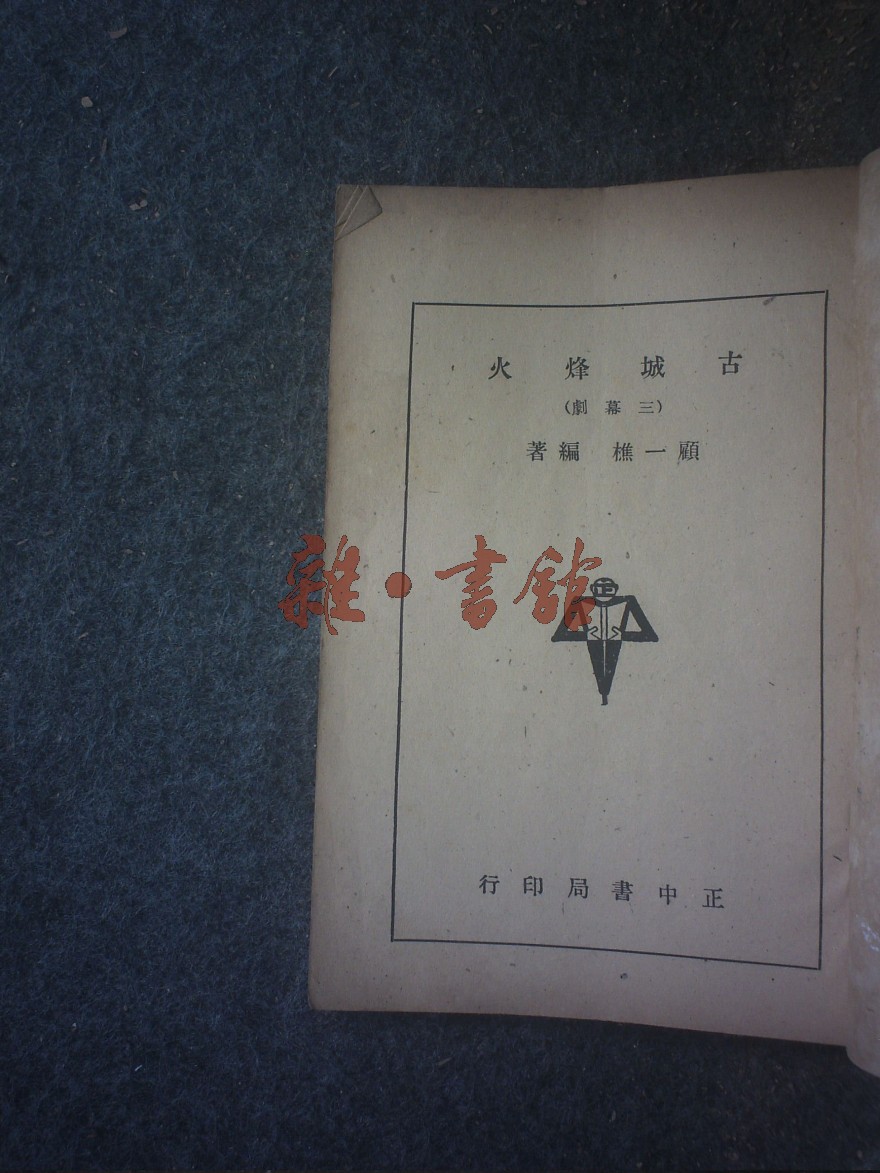 古城烽火
（三幕劇）
顧一樵 編著
雜·書館
正
正中書局印行